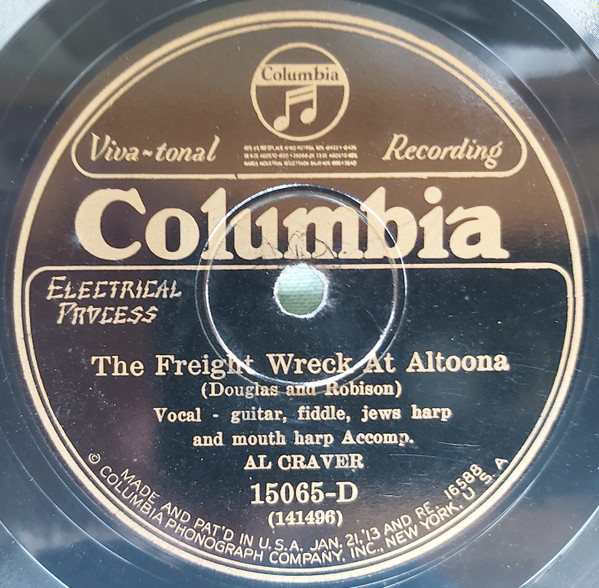 Columbia
Viva-tonal Recording
Columbia
ELECTRICAL
PROCESS
The Freight Wreck At Altoona
(Douglas and Robison)
Vocal - guitar, fiddle, jews harp
and mouth harp Accomp.
AL CRAVER
15065-D
(141496)
MADE AND PAT'D IN U.S.A. JAN. 21,'13 AND RE. 16588
© COLUMBIA PHONOGRAPH COMPANY, INC., NEW YORK, U.S.A